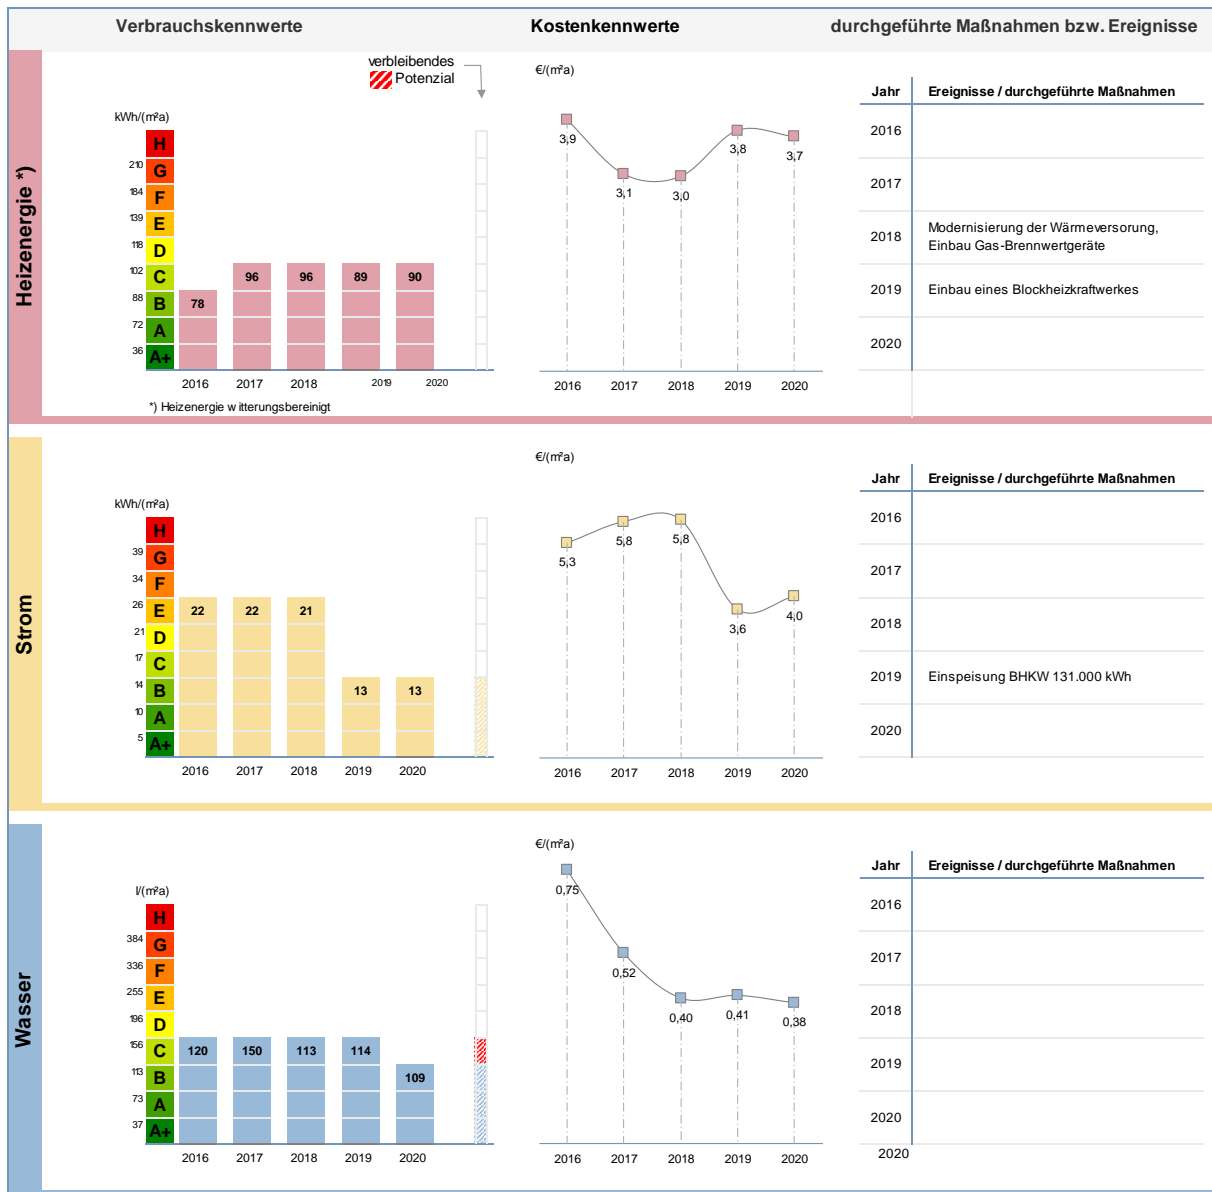 Verbrauchskennwerte
Kostenkennwerte
durchgeführte Maßnahmen bzw. Ereignisse
Heizenergie *)
verbleibendes
Potenzial
kWh/(m²a)
H
210
G
184
F
139
E
118
D
102
C
88
B
72
A
36
A+
78
96
96
89
90
2016
2017
2018
2019
2020
*) Heizenergie witterungsbereinigt
€/(m²a)
3,9
3,1
3,0
3,8
3,7
2016
2017
2018
2019
2020
Jahr Ereignisse / durchgeführte Maßnahmen
2016
2017
2018 Modernisierung der Wärmeversorung,
Einbau Gas-Brennwertgeräte
2019 Einbau eines Blockheizkraftwerkes
2020
Strom
kWh/(m²a)
H
39
G
34
F
26
E
21
D
17
C
14
B
10
A
5
A+
22
22
21
13
13
2016
2017
2018
2019
2020
€/(m²a)
5,3
5,8
5,8
3,6
4,0
2016
2017
2018
2019
2020
Jahr Ereignisse / durchgeführte Maßnahmen
2016
2017
2018
2019 Einspeisung BHKW 131.000 kWh
2020
Wasser
l/(m²a)
H
384
G
336
F
255
E
196
D
156
C
113
B
73
A
37
A+
120
150
113
114
109
2016
2017
2018
2019
2020
€/(m²a)
0,75
0,52
0,40
0,41
0,38
2016
2017
2018
2019
2020
Jahr Ereignisse / durchgeführte Maßnahmen
2016
2017
2018
2019
2020
2020